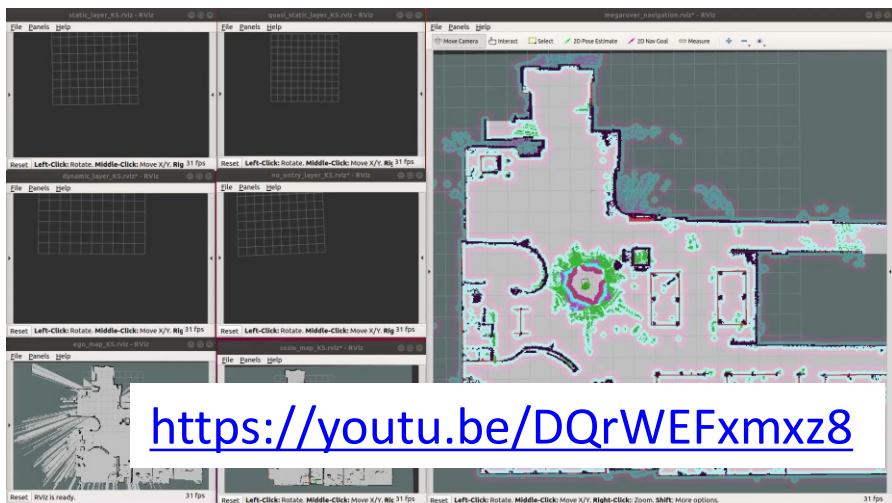 static_layer_KS.rviz - RViz
File Panels Help
Reset Left-Click: Rotate. Middle-Click: Move X/Y. Rig 31 fps
quasi_static_layer_KS.rviz - RViz
File Panels Help
Reset Left-Click: Rotate. Middle-Click: Move X/Y. Rig 31 fps
megarover_navigation.rviz* - RViz
File Panels Help
Move Camera Interact Select 2D Pose Estimate 2D Nav Goal Measure
dynamic_layer_KS.rviz* - RViz
File Panels Help
Reset Left-Click: Rotate. Middle-Click: Move X/Y. Rig 31 fps
no_entry_layer_KS.rviz* - RViz
File Panels Help
Reset Left-Click: Rotate. Middle-Click: Move X/Y. Rig 31 fps
ego_map_KS.rviz - RViz
File Panels Help
Reset RViz is ready. 31 fps
File Panels Help
Reset Left-Click: Rotate. Middle-Click: Move X/Y. Rig 31 fps
https://youtu.be/DQrWEFxmxz8
Reset Left-Click: Rotate. Middle-Click: Move X/Y. Right-Click: Zoom. Shift: More options. 31 fps